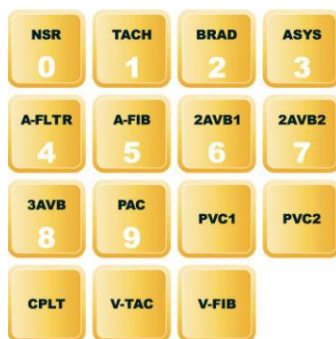 NSR TACH BRAD ASYS
0 1 2 3
A-FLTR A-FIB 2AVB1 2AVB2
4 5 6 7
3AVB PAC PVC1 PVC2
8 9
CPLT V-TAC V-FIB